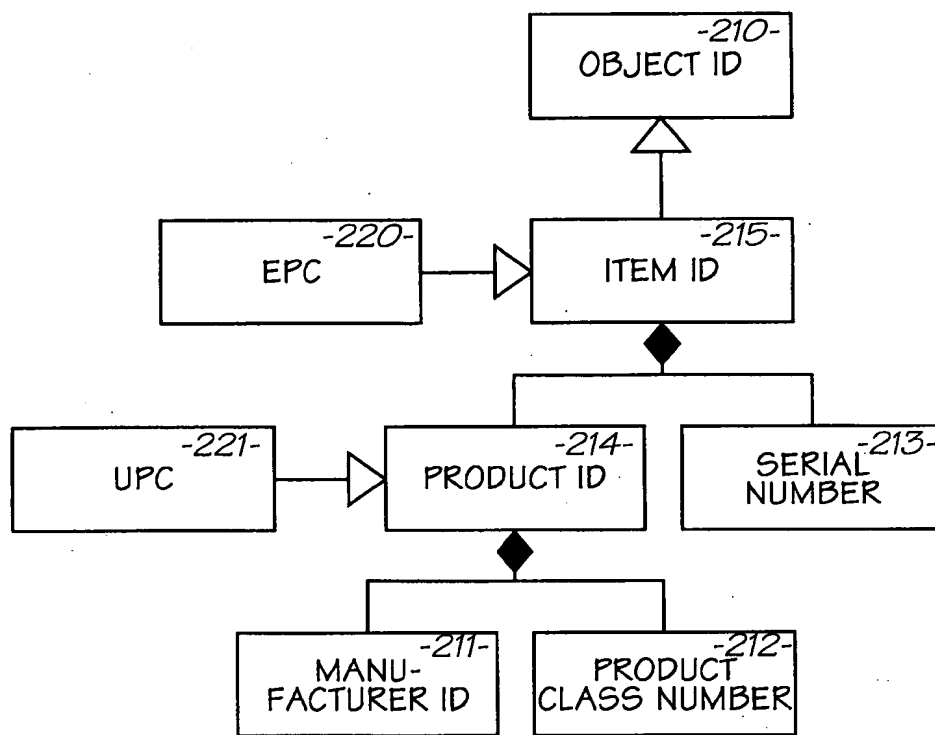 -210-
OBJECT ID
-220-
EPC
-215-
ITEM ID
-221-
UPC
-214-
PRODUCT ID
-213-
SERIAL
NUMBER
-211-
MANU-
FACTURER ID
-212-
PRODUCT
CLASS NUMBER